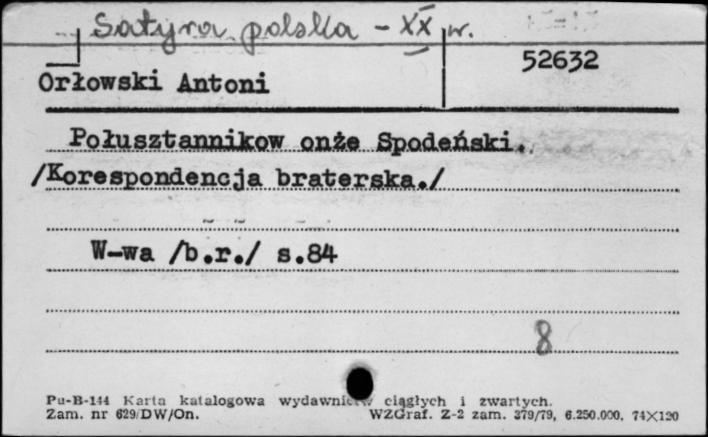 Satyra polska - XX w.
52632
Orłowski Antoni
Połusztannikow onże Spodeński.
/Korespondencja braterska./
W-wa /b.r./ s.84
8
Pu-B-144 Karta katalogowa wydawnictw ciągłych i zwartych.
Zam. nr 629/DW/On. WZGraf. Z-2 zam. 379/79, 6.250.000, 74X120